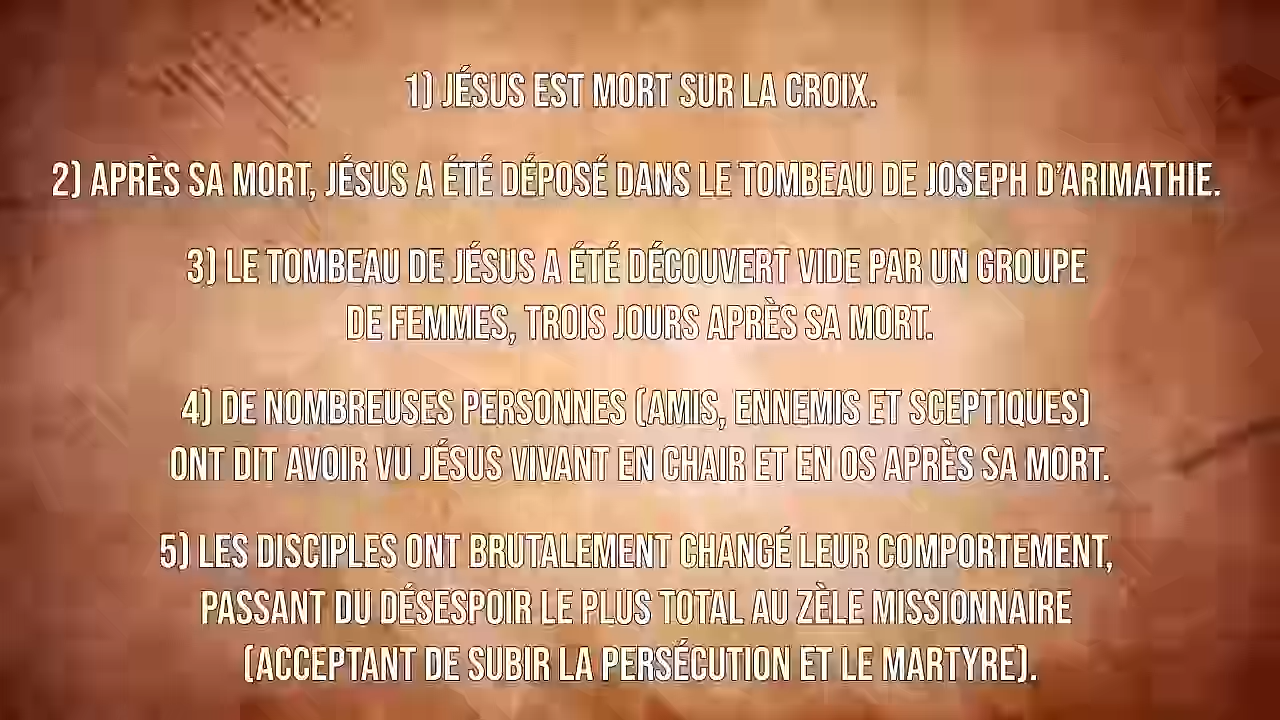 1) JÉSUS EST MORT SUR LA CROIX.
2) APRÈS SA MORT, JÉSUS A ÉTÉ DÉPOSÉ DANS LE TOMBEAU DE JOSEPH D'ARIMATHIE.
3) LE TOMBEAU DE JÉSUS A ÉTÉ DÉCOUVERT VIDE PAR UN GROUPE
DE FEMMES, TROIS JOURS APRÈS SA MORT.
4) DE NOMBREUSES PERSONNES (AMIS, ENNEMIS ET SCEPTIQUES)
ONT DIT AVOIR VU JÉSUS VIVANT EN CHAIR ET EN OS APRÈS SA MORT.
5) LES DISCIPLES ONT BRUTALEMENT CHANGÉ LEUR COMPORTEMENT,
PASSANT DU DÉSESPOIR LE PLUS TOTAL AU ZÈLE MISSIONNAIRE
(ACCEPTANT DE SUBIR LA PERSÉCUTION ET LE MARTYRE).